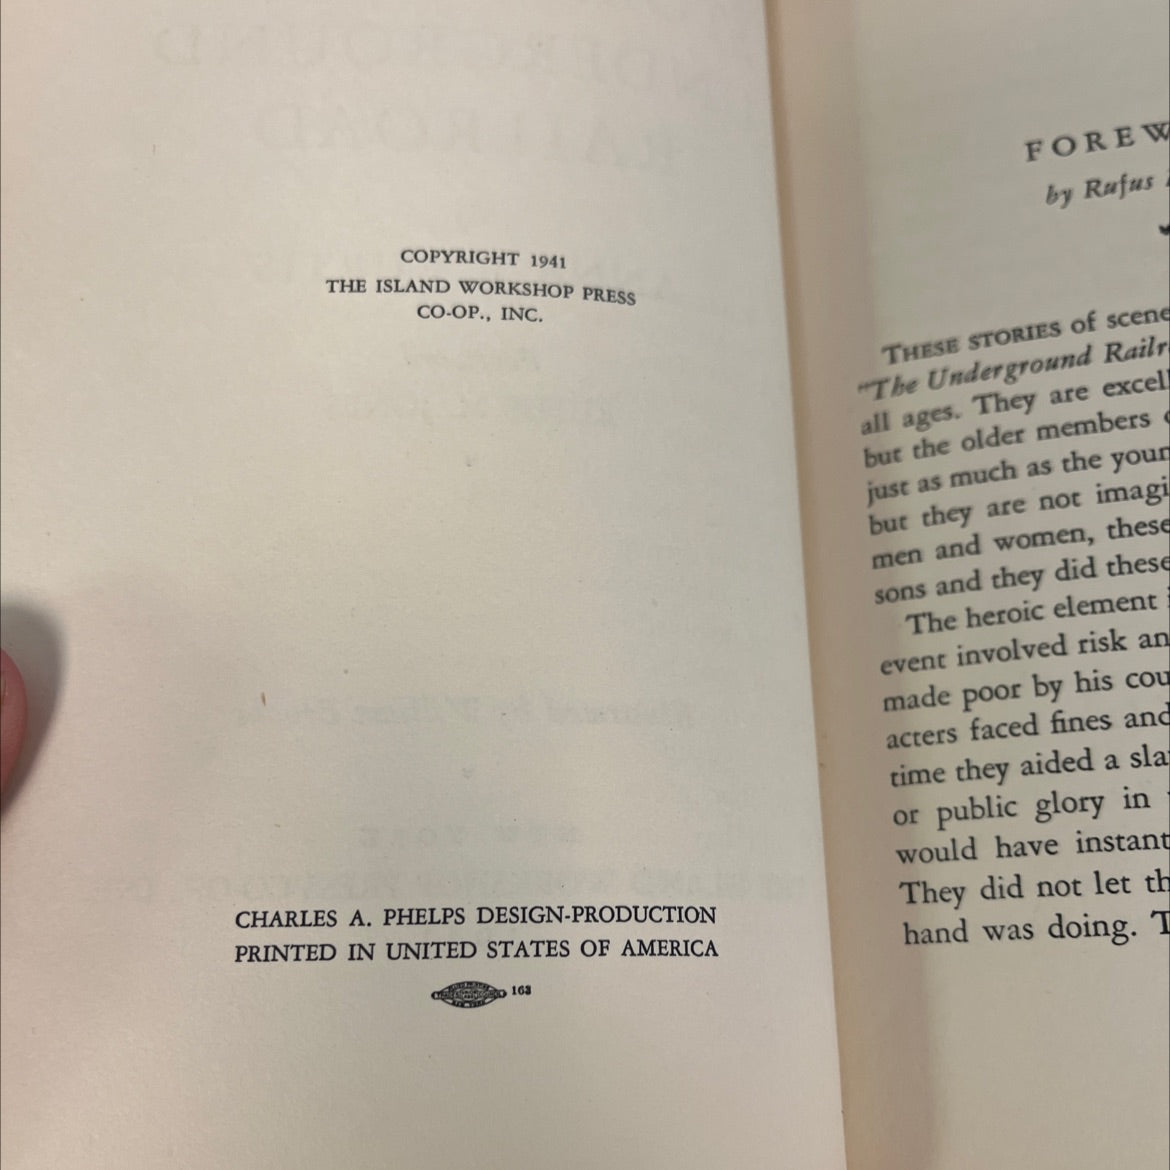 COPYRIGHT 1941
THE ISLAND WORKSHOP PRESS
CO-OP., INC.
CHARLES A. PHELPS DESIGN-PRODUCTION
PRINTED IN UNITED STATES OF AMERICA
163
FOREW
by Rufus
THESE STORIES of scene
"The Underground Railr
all ages. They are excell
but the older members
just as much as the youn
but they are not imagi
men and women, these
sons and they did these
The heroic element
event involved risk an
made poor by his cou
acters faced fines and
time they aided a sla
or public glory in
would have instant
They did not let th
hand was doing. T